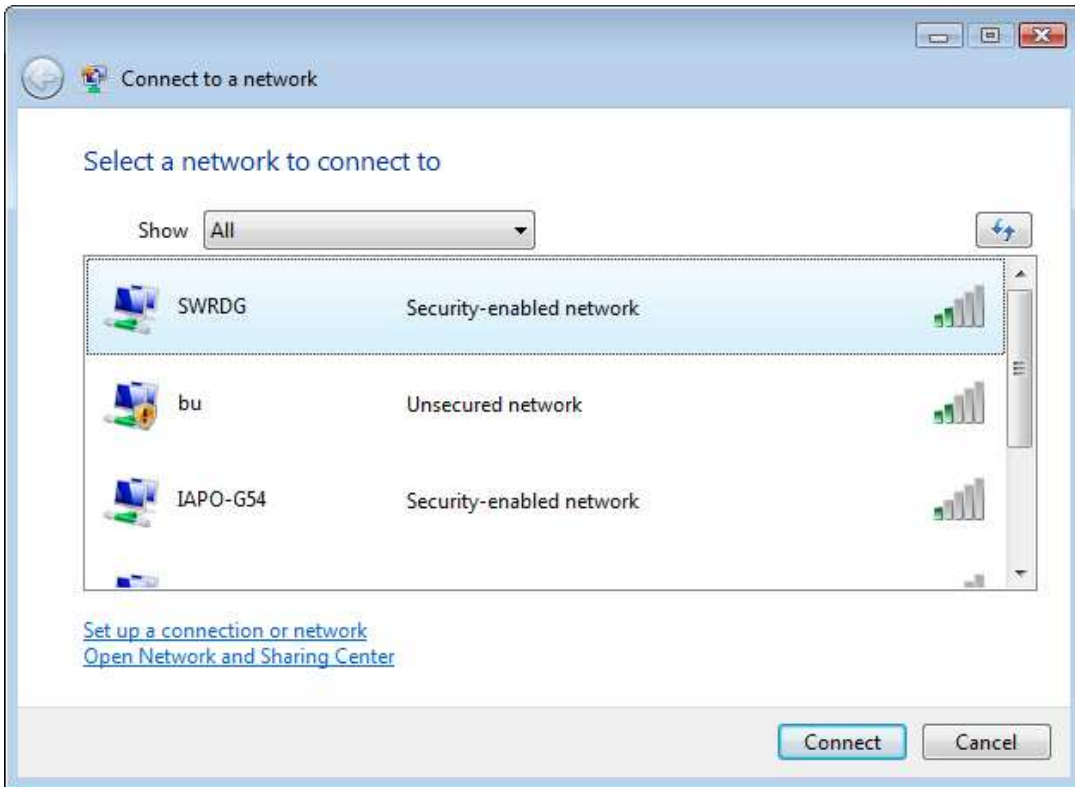 Connect to a network
Select a network to connect to
Show All
SWRDG Security-enabled network
bu Unsecured network
IAPO-G54 Security-enabled network
Set up a connection or network
Open Network and Sharing Center
Connect Cancel